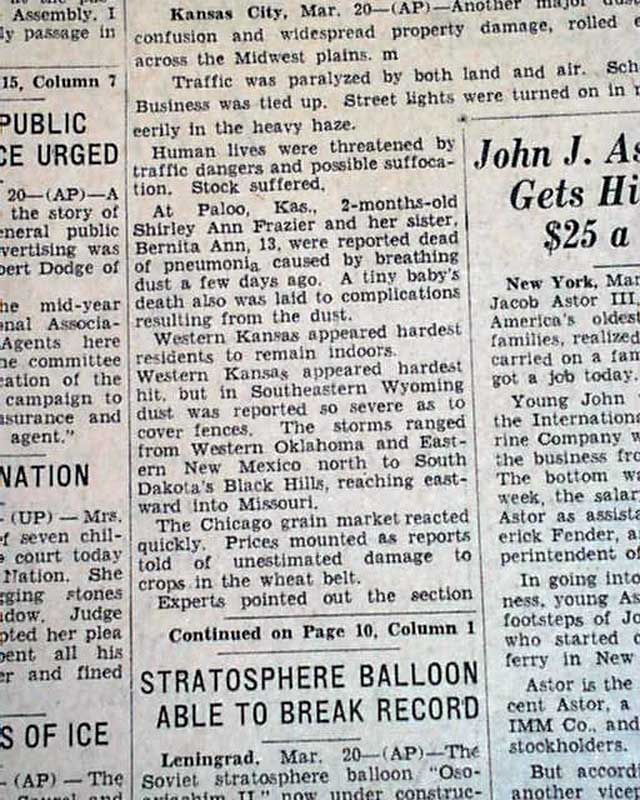 Assembly. I
ly passage in
15, Column 7
PUBLIC
CE URGED
20—(AP)—A
the story of
eneral public
vertising was
bert Dodge of
he mid-year
onal Associa-
Agents here
he committee
eation of the
campaign to
surance and
agent."
NATION
(UP) — Mrs.
f seven chil-
court today
Nation. She
gging stones
dow. Judge
pted her plea
pent all his
er and fined
S OF ICE
(AP) — The
Kansas City, Mar. 20—(AP)—Another major dust
confusion and widespread property damage, rolled
across the Midwest plains. m
Traffic was paralyzed by both land and air. Sch
Business was tied up. Street lights were turned on in
eerily in the heavy haze.
Human lives were threatened by
traffic dangers and possible suffoca-
tion. Stock suffered,
At Paloo, Kas., 2-months-old
Shirley Ann Frazier and her sister,
Bernita Ann, 13, were reported dead
of pneumonia caused by breathing
dust a few days ago. A tiny baby's
death also was laid to complications
resulting from the dust.
Western Kansas appeared hardest
residents to remain indoors.
Western Kansas appeared hardest
hit, but in Southeastern Wyoming
dust was reported so severe as to
cover fences. The storms ranged
from Western Oklahoma and East-
ern New Mexico north to South
Dakota's Black Hills, reaching east-
ward into Missouri.
The Chicago grain market reacted
quickly. Prices mounted as reports
told of unestimated damage to
crops in the wheat belt.
Experts pointed out the section
Continued on Page 10, Column 1
STRATOSPHERE BALLOON
ABLE TO BREAK RECORD
Leningrad, Mar. 20—(AP)—The
Soviet stratosphere balloon "Oso-
II," now under construc-
John J. As
Gets Hi
$25 a
New York, Mar
Jacob Astor III,
America's oldest
families, realized
carried on a fan
got a job today.
Young John
the Internationa
rine Company w
the business fro
The bottom wa
week, the salar
Astor as assista
erick Fender, a
perintendent of
In going into
ness, young As
footsteps of Jo
who started c
ferry in New
Astor is the
cent Astor, a
IMM Co., and
stockholders.
But accordi
another vice